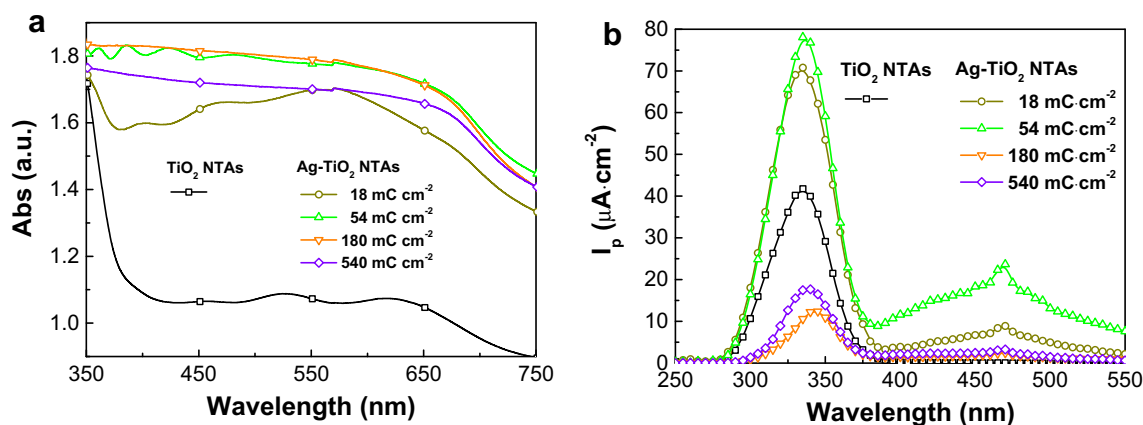 a
Abs (a.u.)
1.8
1.6
1.4
1.2
1.0
350
450
550
650
750
Wavelength (nm)
TiO₂ NTAs
Ag-TiO₂ NTAs
18 mC cm⁻²
54 mC cm⁻²
180 mC cm⁻²
540 mC cm⁻²
b
Iₚ (μA·cm⁻²)
80
70
60
50
40
30
20
10
0
250
300
350
400
450
500
550
Wavelength (nm)
TiO₂ NTAs
Ag-TiO₂ NTAs
18 mC·cm⁻²
54 mC·cm⁻²
180 mC·cm⁻²
540 mC·cm⁻²